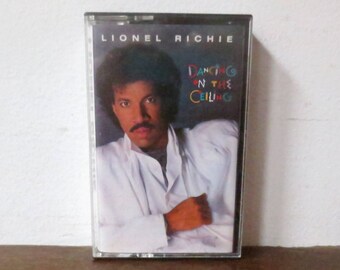 LIONEL RICHIE
DANCING
ON THE
CEILING